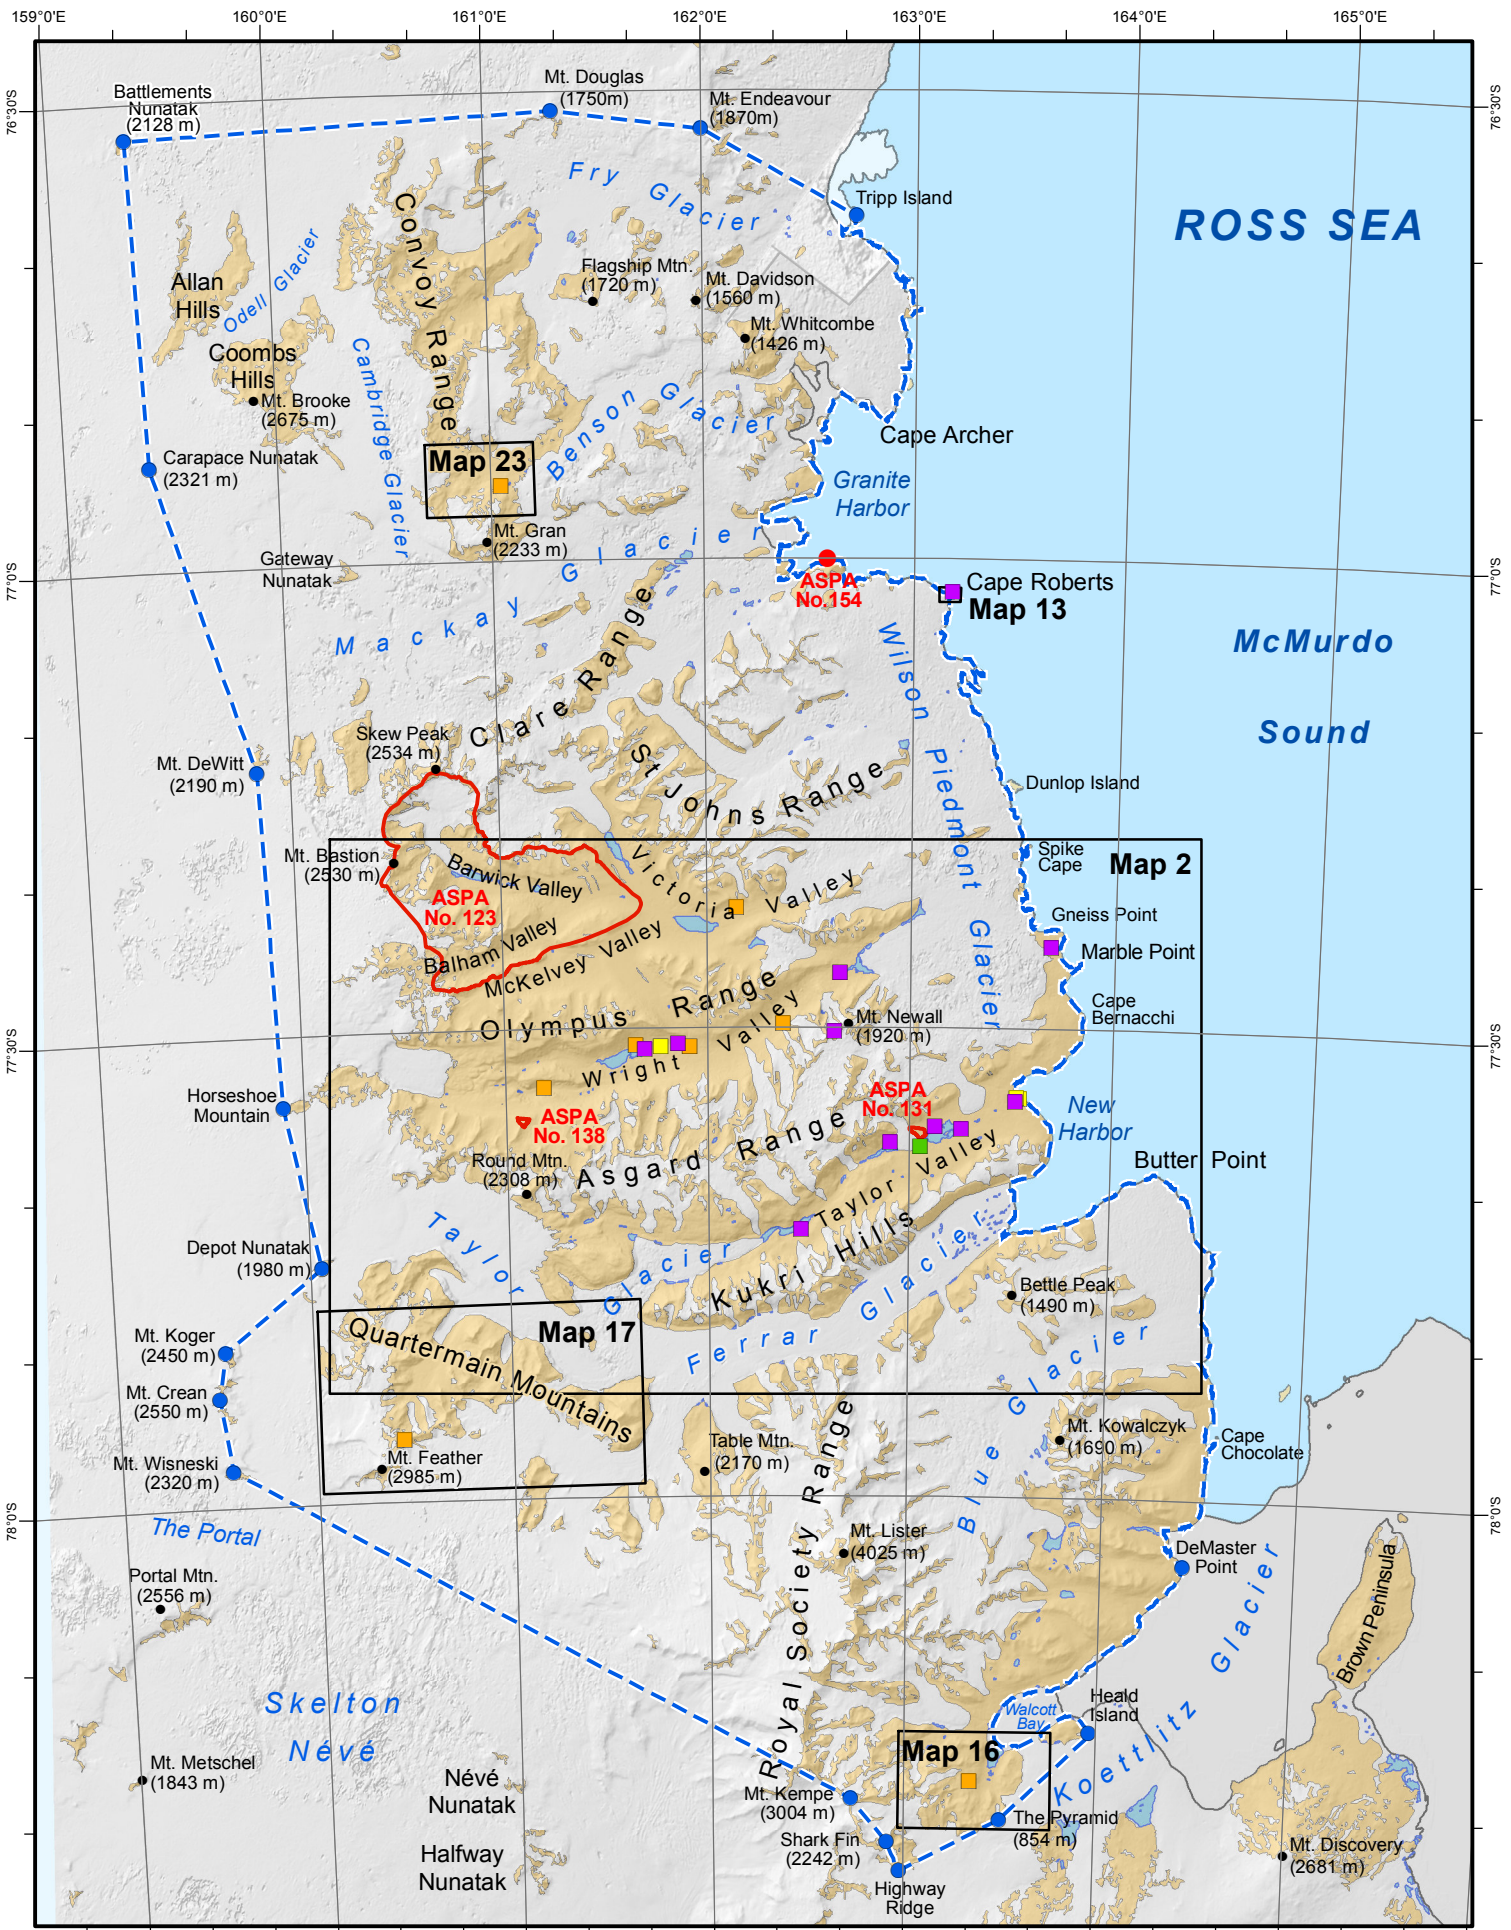 159°0'E
160°0'E
161°0'E
162°0'E
163°0'E
164°0'E
165°0'E
76°30'S
76°30'S
77°0'S
77°0'S
77°30'S
77°30'S
78°0'S
78°0'S
Battlements
Nunatak
(2128 m)
Mt. Douglas
(1750m)
Mt. Endeavour
(1870m)
Tripp Island
Fry Glacier
ROSS SEA
Convoy Range
Allan
Hills
Odell Glacier
Flagship Mtn.
(1720 m)
Mt. Davidson
(1560 m)
Mt. Whitcombe
(1426 m)
Coombs
Hills
Mt. Brooke
(2675 m)
Cambridge Glacier
Benson Glacier
Cape Archer
Carapace Nunatak
(2321 m)
Map 23
Granite
Harbor
Mt. Gran
(2233 m)
Gateway
Nunatak
Mackay Glacier
ASPA
No.154
Cape Roberts
Map 13
McMurdo
Sound
Wilson Piedmont Glacier
Clare Range
Skew Peak
(2534 m)
Mt. DeWitt
(2190 m)
St Johns Range
Dunlop Island
Mt. Bastion
(2530 m)
Barwick Valley
Victoria Valley
Spike
Cape
Map 2
ASPA
No. 123
Balham Valley
McKelvey Valley
Gneiss Point
Marble Point
Olympus Range
Cape
Bernacchi
Mt. Newall
(1920 m)
Wright Valley
Horseshoe
Mountain
ASPA
No. 138
ASPA
No. 131
New
Harbor
Round Mtn.
(2308 m)
Asgard Range
Taylor Valley
Butter Point
Taylor Glacier
Kukri Hills
Depot Nunatak
(1980 m)
Ferrar Glacier
Bettle Peak
(1490 m)
Mt. Koger
(2450 m)
Quartermain Mountains
Map 17
Mt. Crean
(2550 m)
Blue Glacier
Mt. Wisneski
(2320 m)
Mt. Feather
(2985 m)
Table Mtn.
(2170 m)
Mt. Kowalczyk
(1690 m)
Cape
Chocolate
The Portal
Royal Society Range
Mt. Lister
(4025 m)
DeMaster
Point
Portal Mtn.
(2556 m)
Brown Peninsula
Skelton
Névé
Koettlitz Glacier
Walcott
Bay
Heald
Island
Map 16
Mt. Metschel
(1843 m)
Névé
Nunatak
Mt. Kempe
(3004 m)
The Pyramid
(854 m)
Shark Fin
(2242 m)
Mt. Discovery
(2681 m)
Halfway
Nunatak
Highway
Ridge